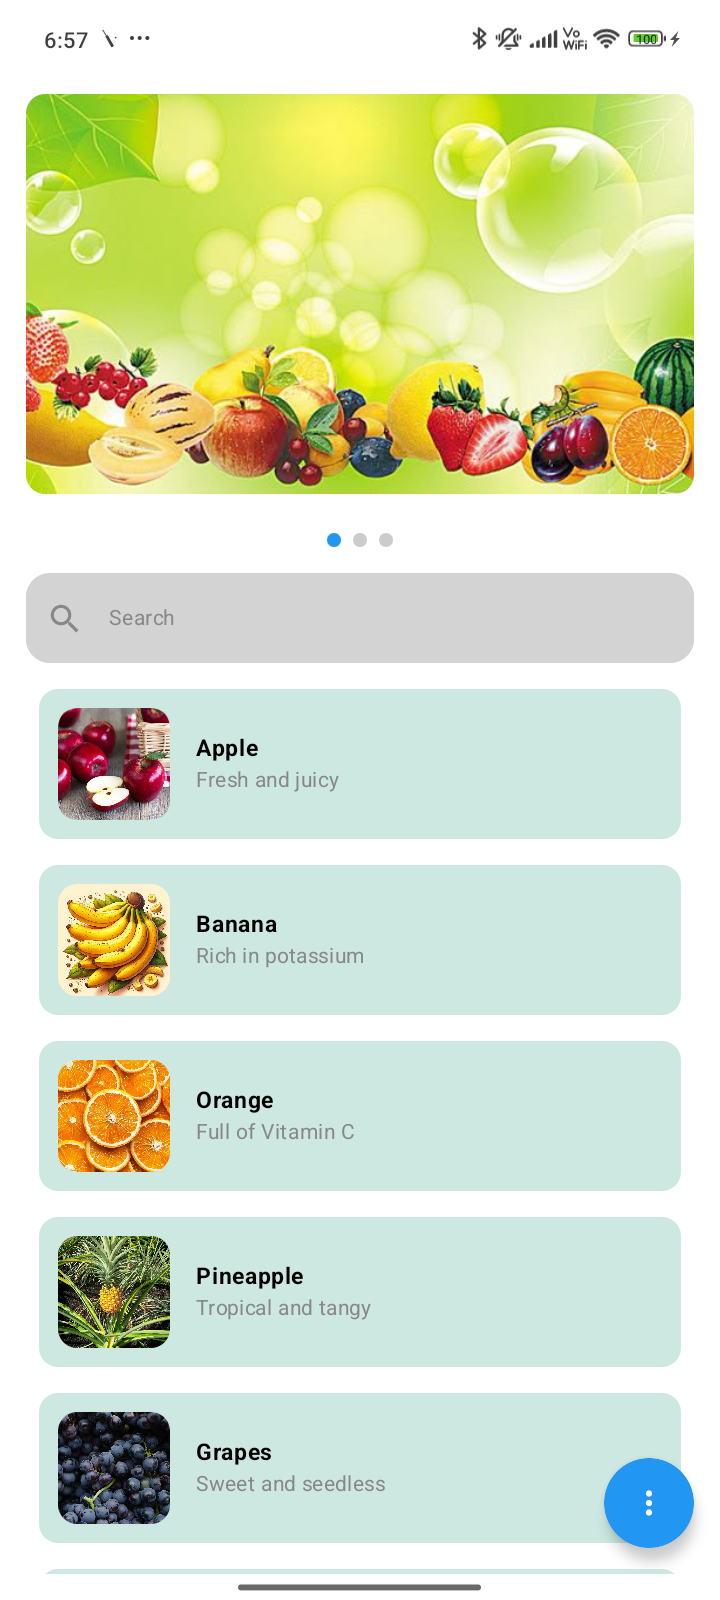 6:57
Vo
WiFi
100
Search
Apple
Fresh and juicy
Banana
Rich in potassium
Orange
Full of Vitamin C
Pineapple
Tropical and tangy
Grapes
Sweet and seedless